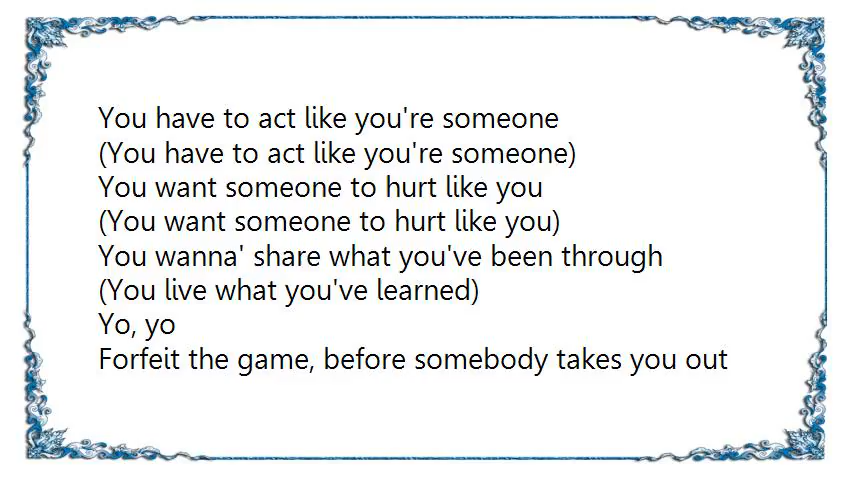 You have to act like you're someone
(You have to act like you're someone)
You want someone to hurt like you
(You want someone to hurt like you)
You wanna' share what you've been through
(You live what you've learned)
Yo, yo
Forfeit the game, before somebody takes you out